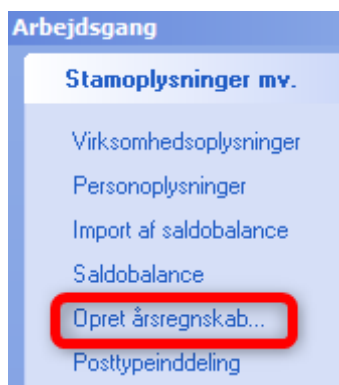 Arbejdsgang
Stamoplysninger mv.
Virksomhedsoplysninger
Personoplysninger
Import af saldobalance
Saldobalance
Opret årsregnskab...
Posttypeinddeling